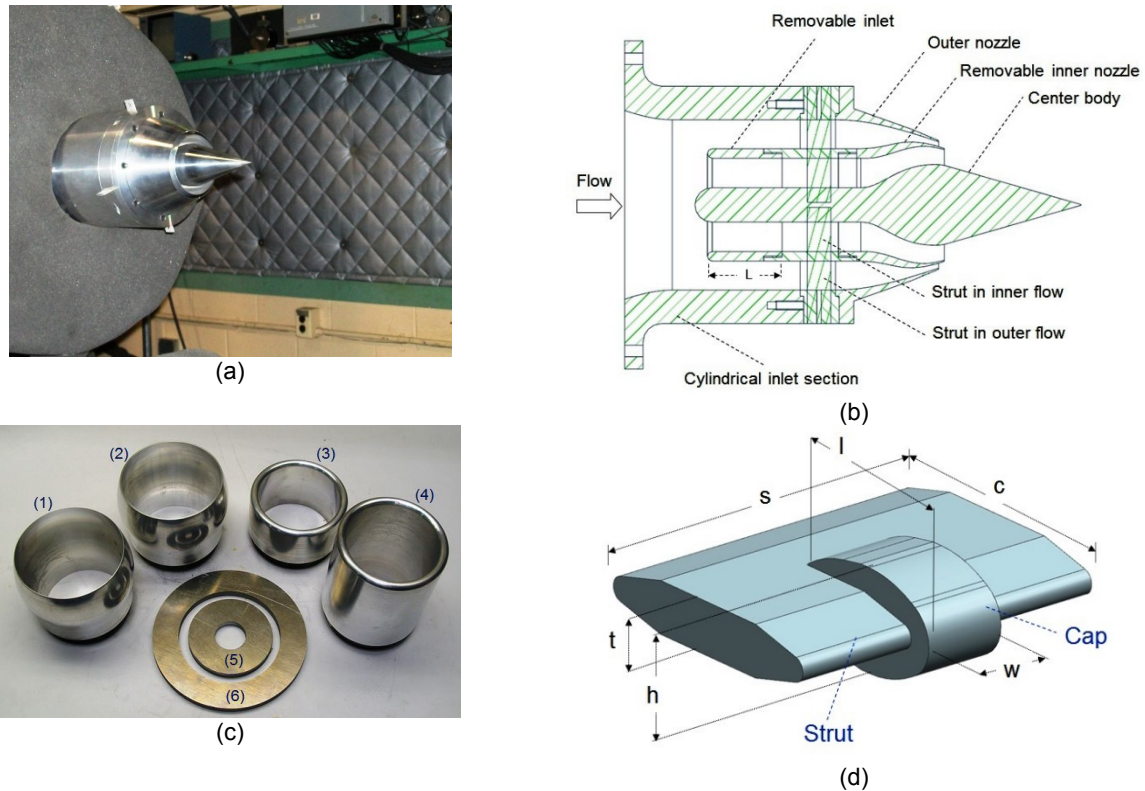 (a)
Removable inlet
Outer nozzle
Removable inner nozzle
Center body
Flow
L
Strut in inner flow
Strut in outer flow
Cylindrical inlet section
(b)
(1)
(2)
(3)
(4)
(5)
(6)
(c)
l
s
c
t
h
w
Cap
Strut
(d)